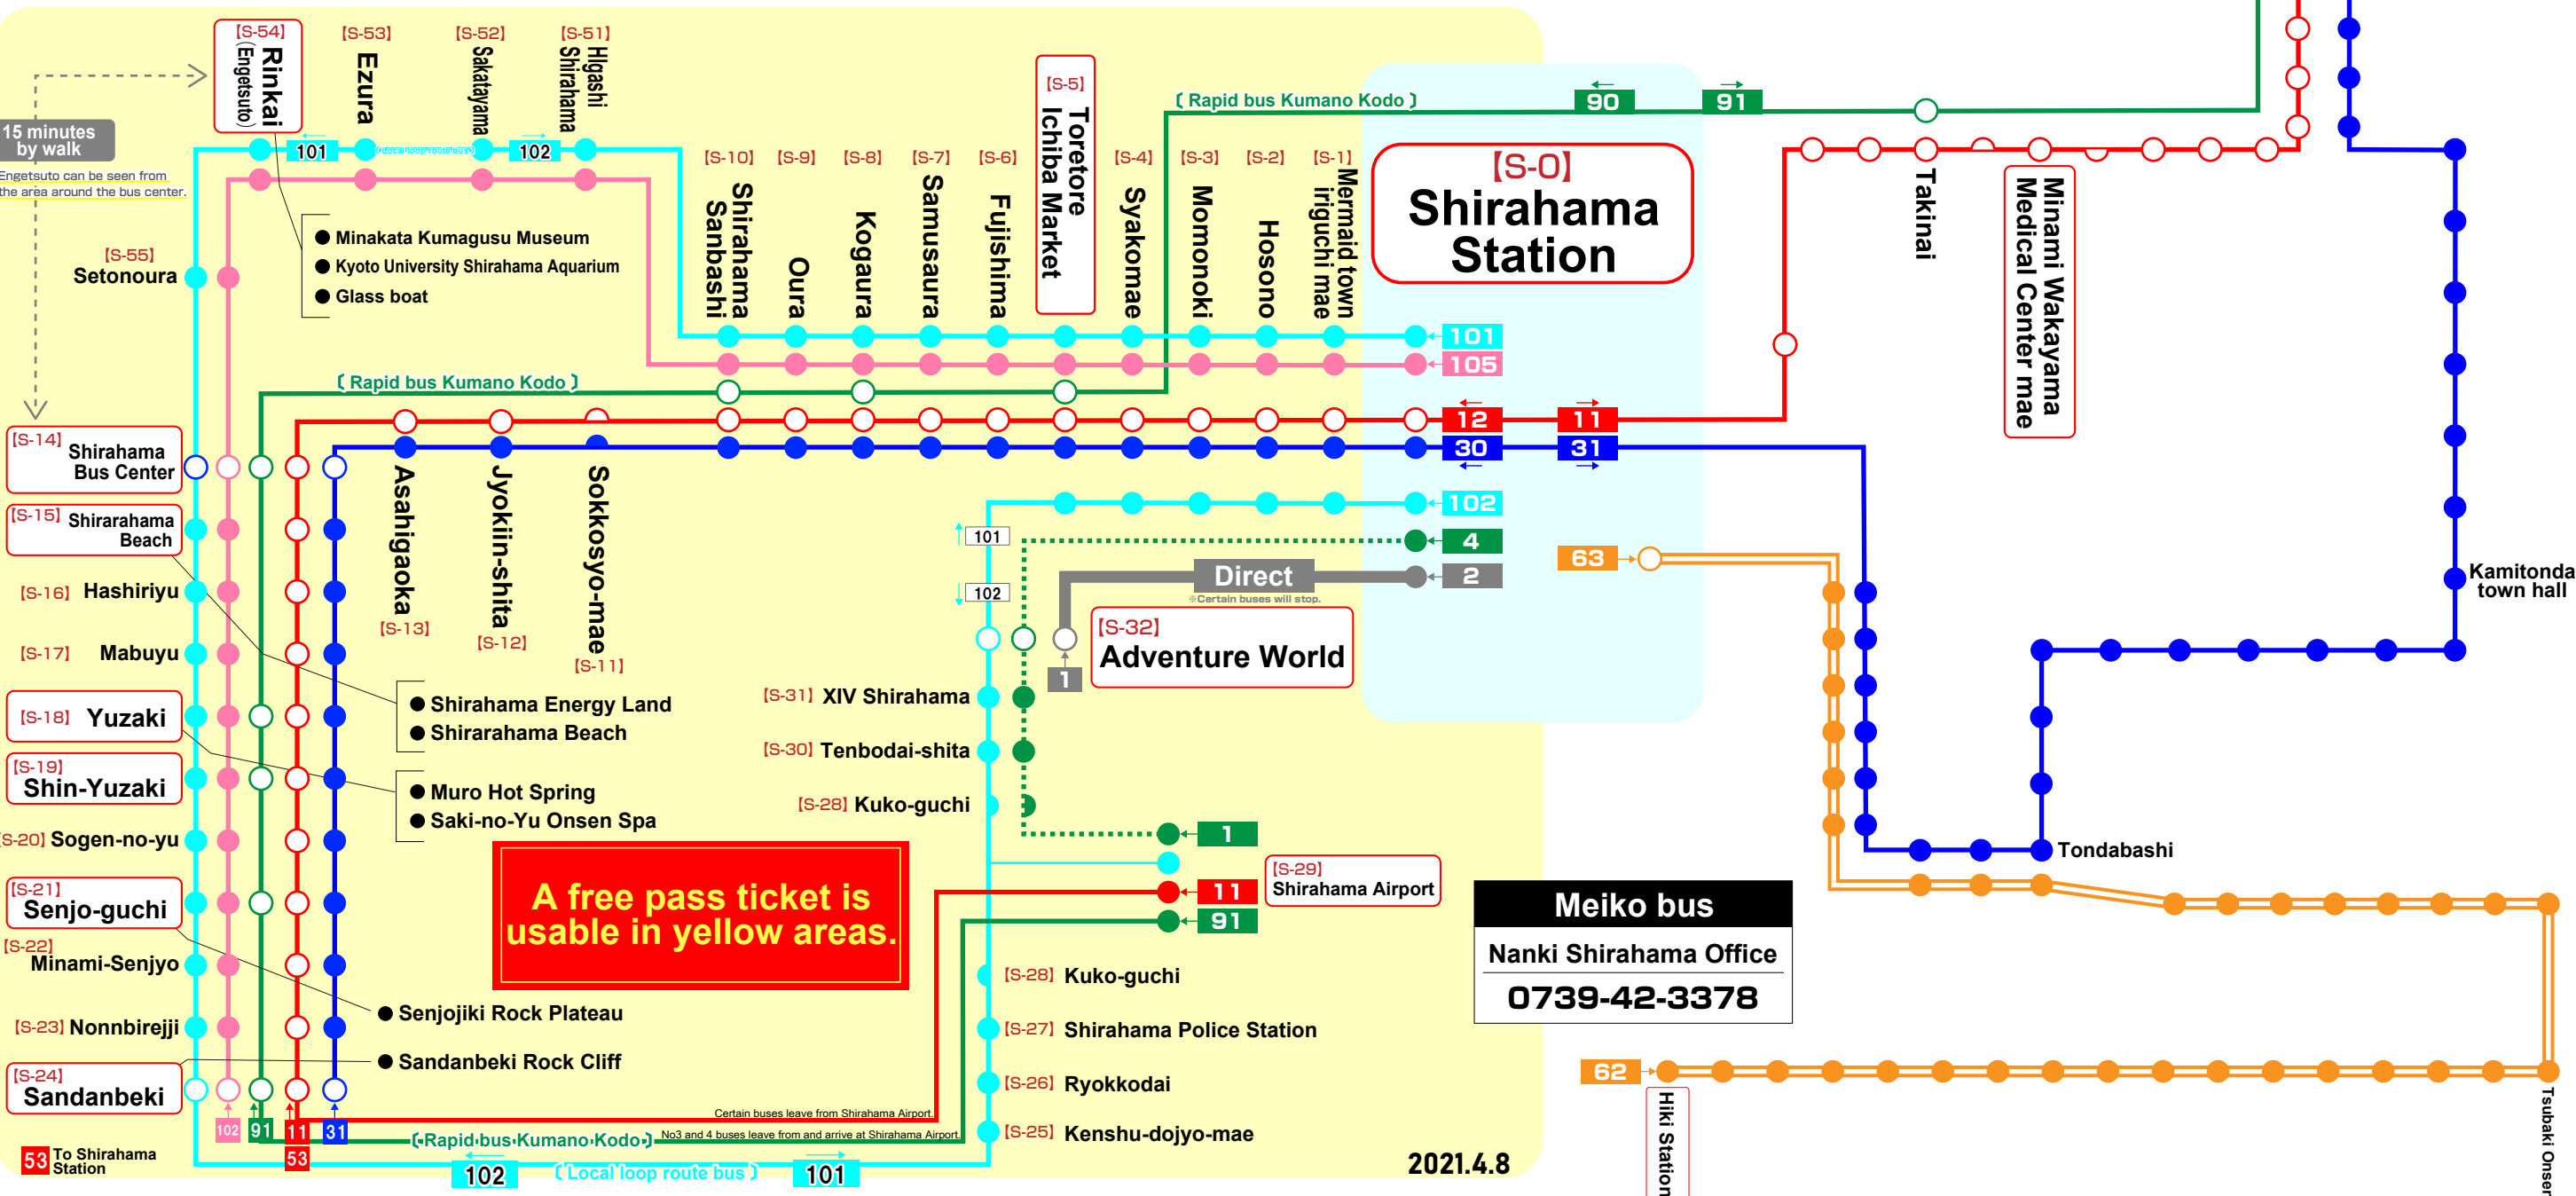 [S-54]
Rinkai
(Engetsuto)
[S-53]
Ezura
[S-52]
Sakatayama
[S-51]
HIgashi
Shirahama
15 minutes
by walk
Engetsuto can be seen from
the area around the bus center.
101
( Local loop route bus )
102
[S-55]
Setonoura
● Minakata Kumagusu Museum
● Kyoto University Shirahama Aquarium
● Glass boat
[S-10]
Shirahama
Sanbashi
[S-9]
Oura
[S-8]
Kogaura
[S-7]
Samusaura
[S-6]
Fujishima
[S-5]
Toretore
Ichiba Market
[S-4]
Syakomae
[S-3]
Momonoki
[S-2]
Hosono
[S-1]
Mermaid town
iriguchi mae
( Rapid bus Kumano Kodo )
90
91
[S-0]
Shirahama
Station
Takinai
Minami Wakayama
Medical Center mae
101
105
( Rapid bus Kumano Kodo )
12
11
30
31
102
4
2
63
[S-14]
Shirahama
Bus Center
[S-15]
Shirarahama
Beach
[S-16] Hashiriyu
[S-17] Mabuyu
[S-18] Yuzaki
[S-19]
Shin-Yuzaki
[S-20] Sogen-no-yu
[S-21]
Senjo-guchi
[S-22]
Minami-Senjyo
[S-23] Nonnbirejji
[S-24]
Sandanbeki
Asahigaoka
[S-13]
Jyokiin-shita
[S-12]
Sokkosyo-mae
[S-11]
● Shirahama Energy Land
● Shirarahama Beach
● Muro Hot Spring
● Saki-no-Yu Onsen Spa
● Senjojiki Rock Plateau
● Sandanbeki Rock Cliff
101
102
Direct
※Certain buses will stop.
[S-32]
Adventure World
1
[S-31] XIV Shirahama
[S-30] Tenbodai-shita
[S-28] Kuko-guchi
A free pass ticket is
usable in yellow areas.
1
11
91
[S-29]
Shirahama Airport
[S-28] Kuko-guchi
[S-27] Shirahama Police Station
[S-26] Ryokkodai
[S-25] Kenshu-dojyo-mae
Kamitonda
town hall
Tondabashi
Meiko bus
Nanki Shirahama Office
0739-42-3378
62
Hiki Station
Tsubaki Onsen
102
91
11
31
53
Certain buses leave from Shirahama Airport.
( Rapid bus Kumano Kodo )
No3 and 4 buses leave from and arrive at Shirahama Airport.
53 To Shirahama
Station
102
( Local loop route bus )
101
2021.4.8